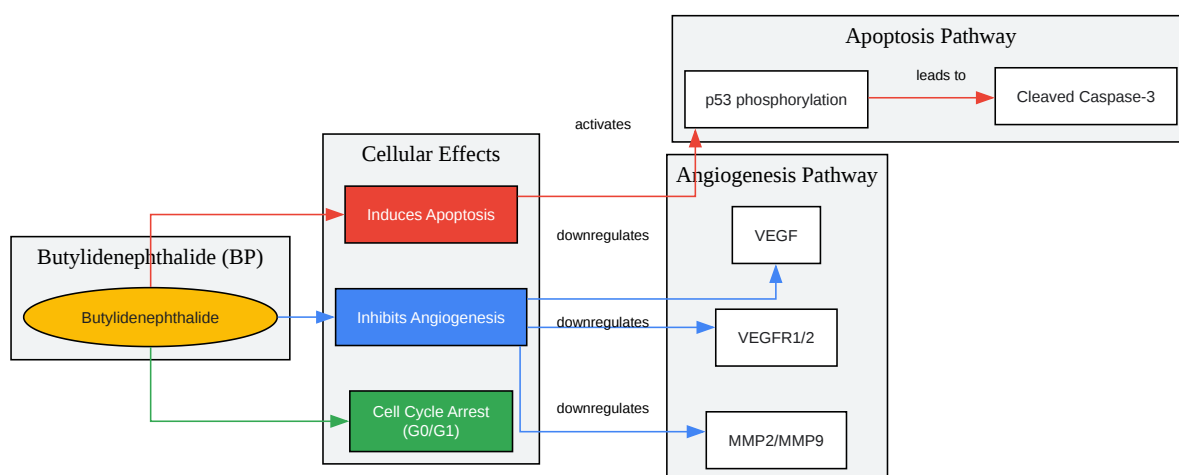 Apoptosis Pathway
leads to
p53 phosphorylation
Cleaved Caspase-3
activates
Cellular Effects
Angiogenesis Pathway
Induces Apoptosis
downregulates
VEGF
Butylidenephthalide (BP)
Butylidenephthalide
Inhibits Angiogenesis
downregulates
VEGFR1/2
Cell Cycle Arrest
(G0/G1)
downregulates
MMP2/MMP9